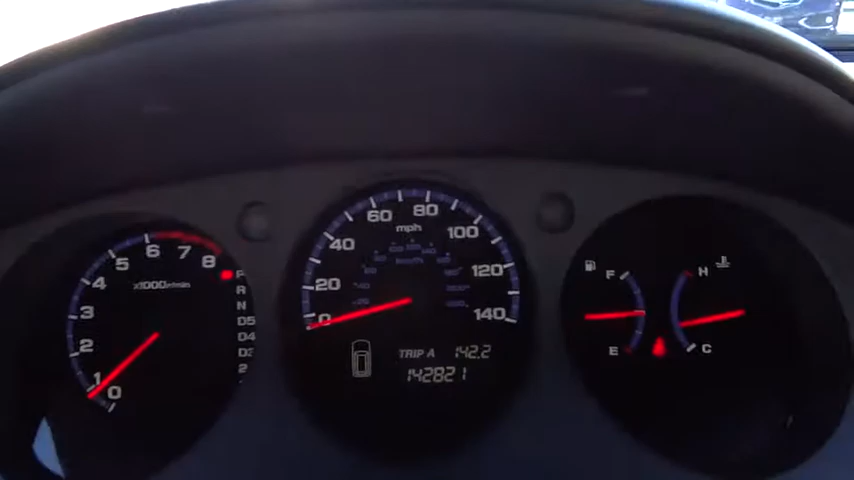 0 1 2 3 4 5 6 7 8
x1000r/min
P
R
N
D5
D4
D3
2
0 20 40 60 80 100 120 140
mph
km/h
TRIP A 142.2
142821
F
E
H
C